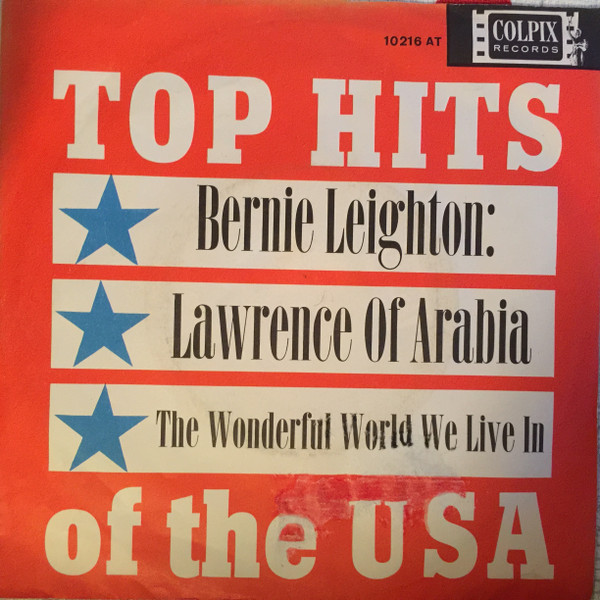 10216 AT
COLPIX
RECORDS
TOP HITS
Bernie Leighton:
Lawrence Of Arabia
The Wonderful World We Live In
of the USA